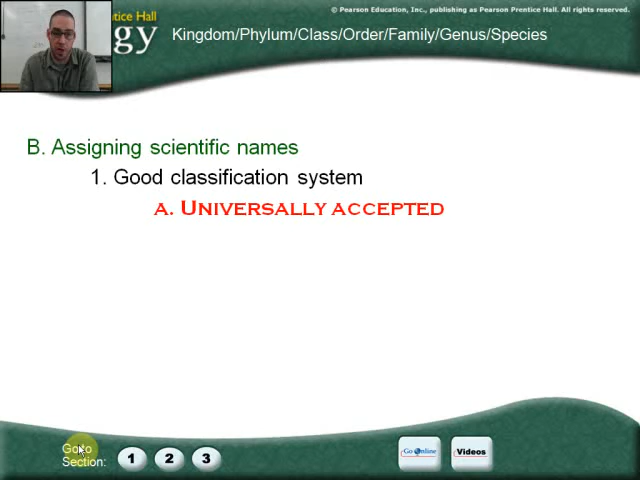 © Pearson Education, Inc., publishing as Pearson Prentice Hall. All rights reserved.
ntice Hall
gy
Kingdom/Phylum/Class/Order/Family/Genus/Species
B. Assigning scientific names
1. Good classification system
A. Universally accepted
Go to
Section:
1 2 3
Go Online
Videos